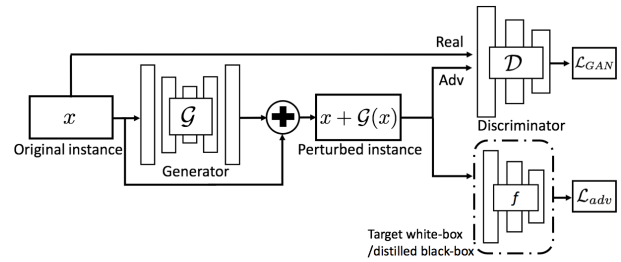 Real
Adv
𝒟
ℒ_GAN
Discriminator
x
Original instance
𝒢
Generator
+
x + 𝒢(x)
Perturbed instance
f
ℒ_adv
Target white-box
/distilled black-box